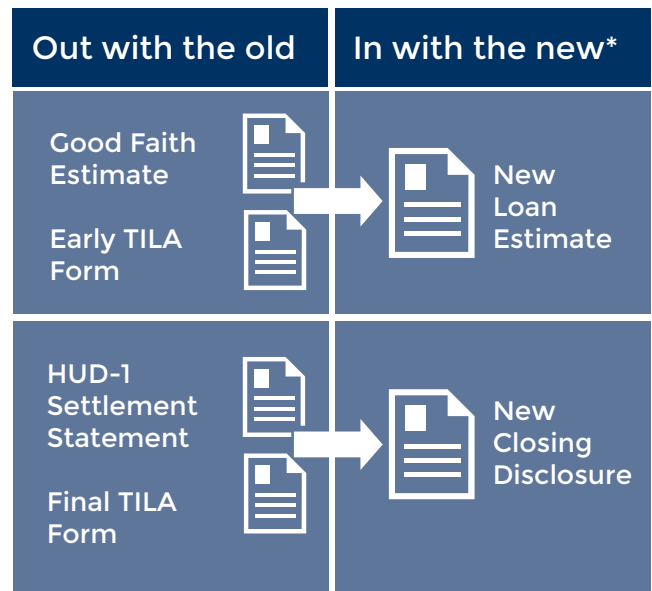 Out with the old
In with the new*
Good Faith
Estimate
Early TILA
Form
New
Loan
Estimate
HUD-1
Settlement
Statement
Final TILA
Form
New
Closing
Disclosure